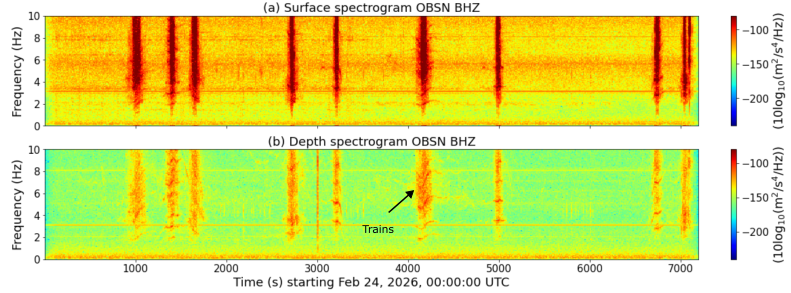 (a) Surface spectrogram OBSN BHZ
10
8
6
4
2
0
Frequency (Hz)
−100
−150
−200
(10log10(m²/s⁴/Hz))
(b) Depth spectrogram OBSN BHZ
10
8
6
4
2
0
Frequency (Hz)
Trains
−100
−150
−200
(10log10(m²/s⁴/Hz))
1000 2000 3000 4000 5000 6000 7000
Time (s) starting Feb 24, 2026, 00:00:00 UTC